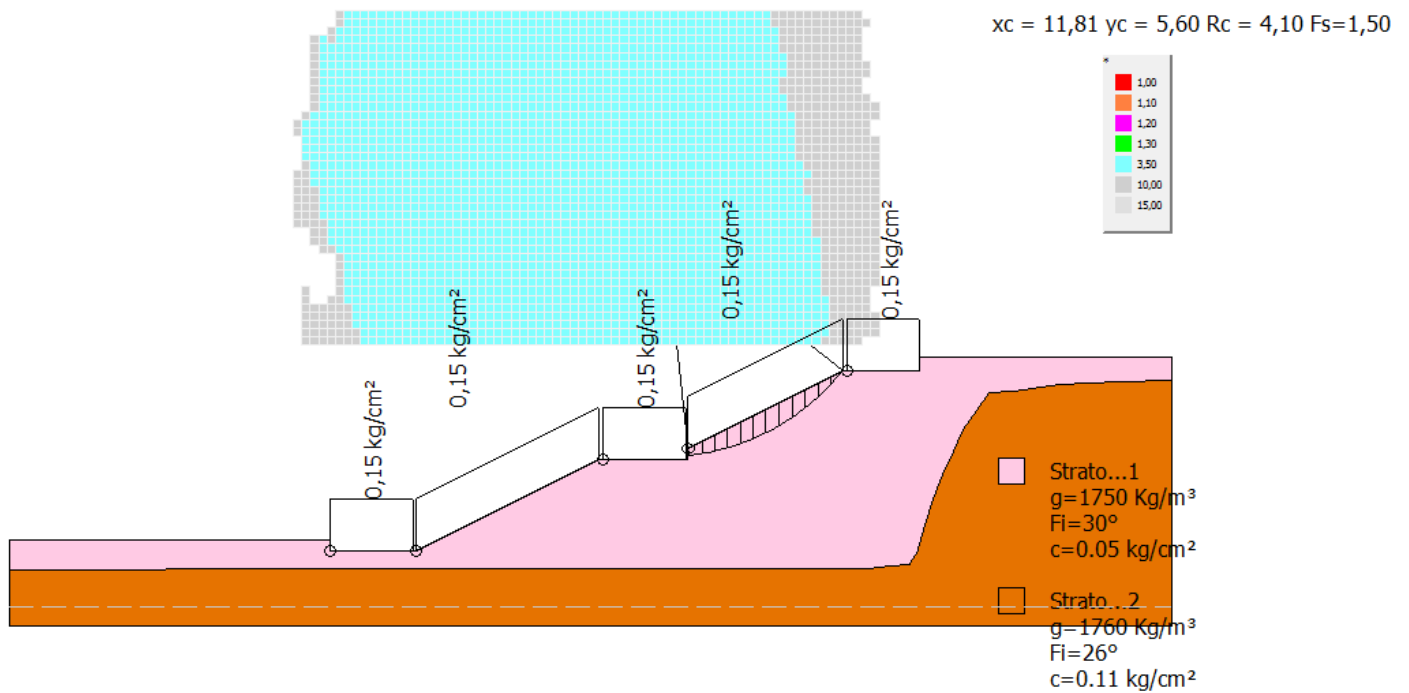 xc = 11,81 yc = 5,60 Rc = 4,10 Fs=1,50
*
1,00
1,10
1,20
1,30
3,50
10,00
15,00
0,15 kg/cm²
0,15 kg/cm²
0,15 kg/cm²
0,15 kg/cm²
0,15 kg/cm²
Strato...1
g=1750 Kg/m³
Fi=30°
c=0.05 kg/cm²
Strato...2
g=1760 Kg/m³
Fi=26°
c=0.11 kg/cm²